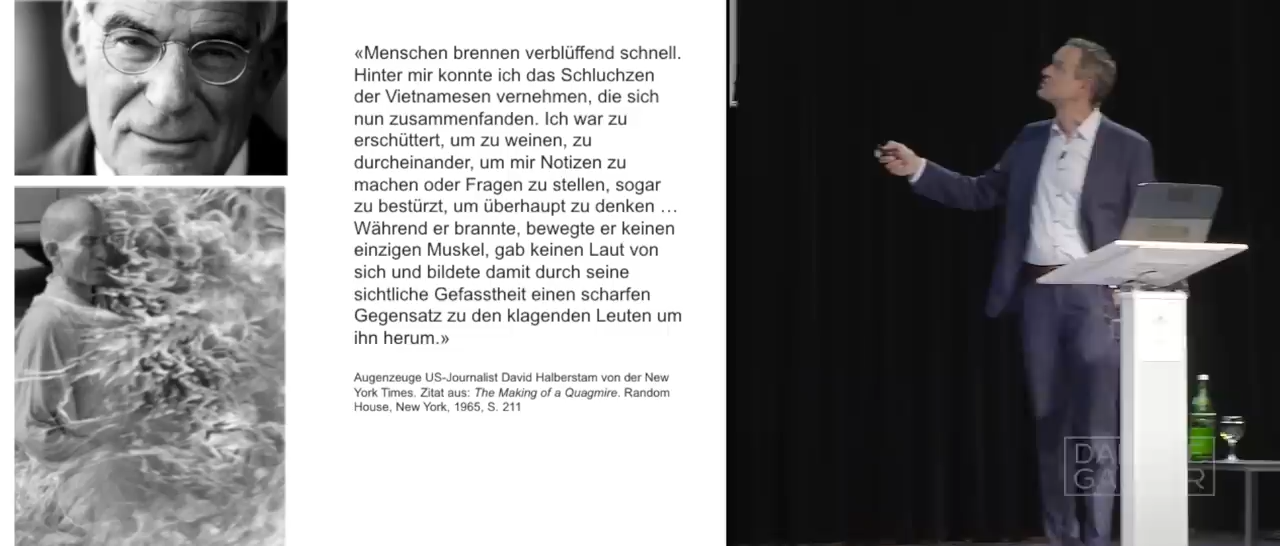 «Menschen brennen verblüffend schnell.
Hinter mir konnte ich das Schluchzen
der Vietnamesen vernehmen, die sich
nun zusammenfanden. Ich war zu
erschüttert, um zu weinen, zu
durcheinander, um mir Notizen zu
machen oder Fragen zu stellen, sogar
zu bestürzt, um überhaupt zu denken …
Während er brannte, bewegte er keinen
einzigen Muskel, gab keinen Laut von
sich und bildete damit durch seine
sichtliche Gefasstheit einen scharfen
Gegensatz zu den klagenden Leuten um
ihn herum.»
Augenzeuge US-Journalist David Halberstam von der New
York Times. Zitat aus: The Making of a Quagmire. Random
House, New York, 1965, S. 211